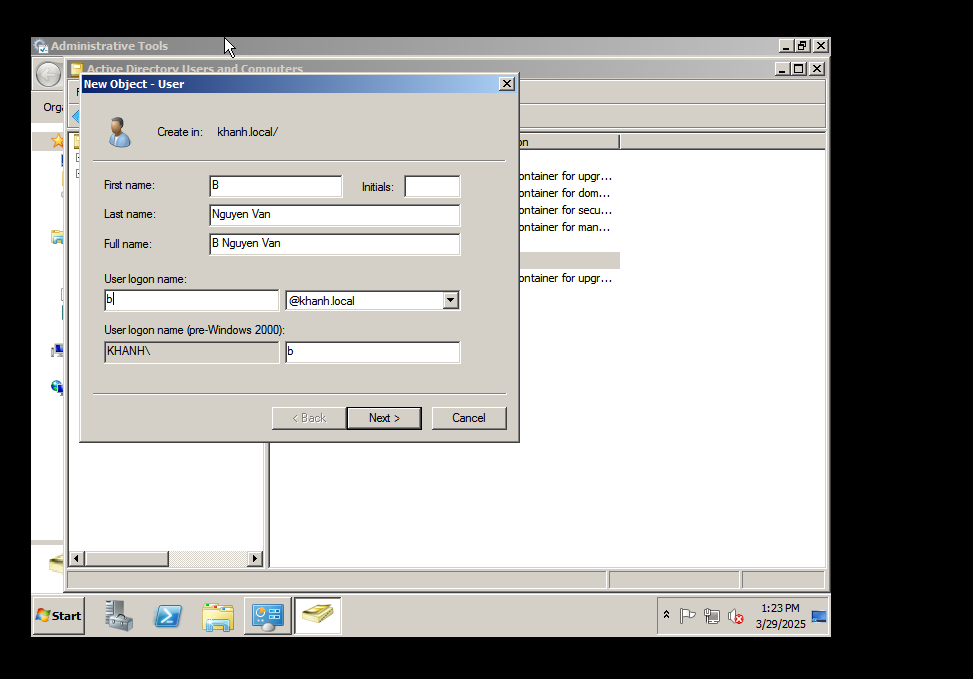 Administrative Tools
Active Directory Users and Computers
New Object - User
Orga
Create in: khanh.local/
First name: B Initials:
Last name: Nguyen Van
Full name: B Nguyen Van
User logon name:
b @khanh.local
User logon name (pre-Windows 2000):
KHANH\ b
< Back Next > Cancel
on
ontainer for upgr...
ontainer for dom...
ontainer for secu...
ontainer for man...
ontainer for upgr...
Start
1:23 PM
3/29/2025